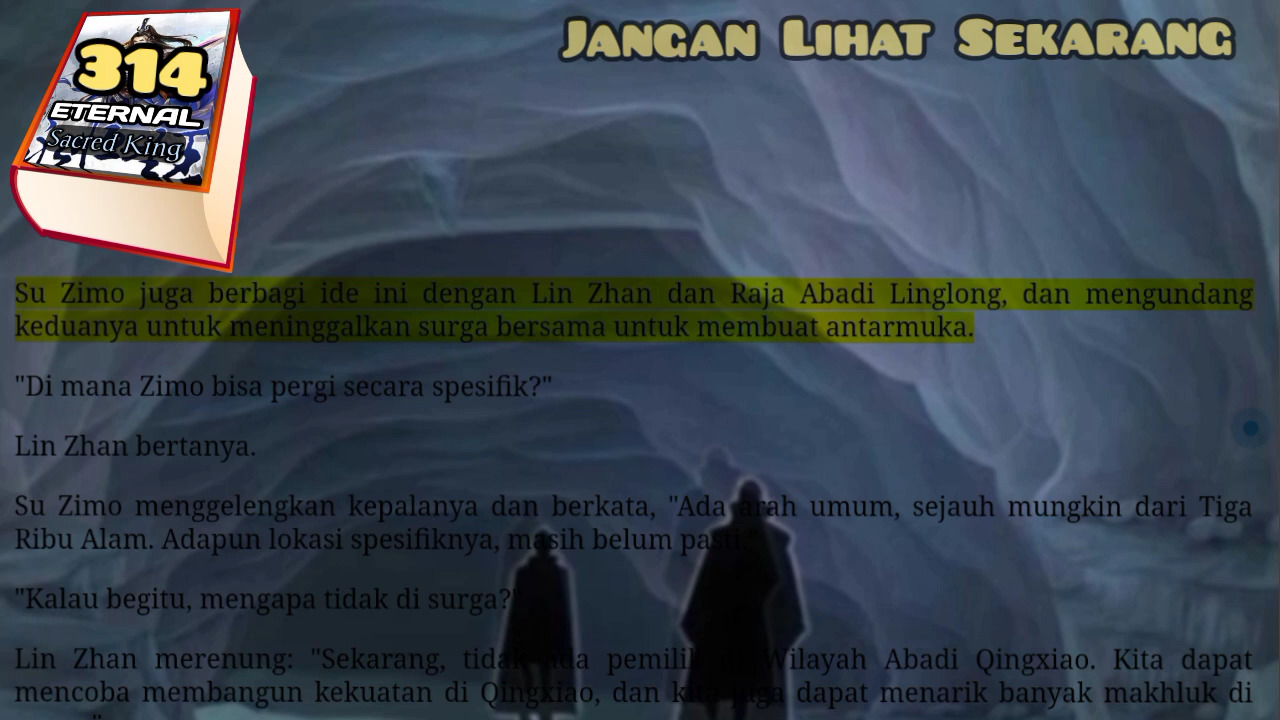 Jangan Lihat Sekarang
314
ETERNAL
Sacred King
Su Zimo juga berbagi ide ini dengan Lin Zhan dan Raja Abadi Linglong, dan mengundang
keduanya untuk meninggalkan surga bersama untuk membuat antarmuka.
"Di mana Zimo bisa pergi secara spesifik?"
Lin Zhan bertanya.
Su Zimo menggelengkan kepalanya dan berkata, "Ada arah umum, sejauh mungkin dari Tiga
Ribu Alam. Adapun lokasi spesifiknya, masih belum pasti."
"Kalau begitu, mengapa tidak di surga?"
Lin Zhan merenung: "Sekarang, tidak ada pemilik di Wilayah Abadi Qingxiao. Kita dapat
mencoba membangun kekuatan di Qingxiao, dan kita juga dapat menarik banyak makhluk di